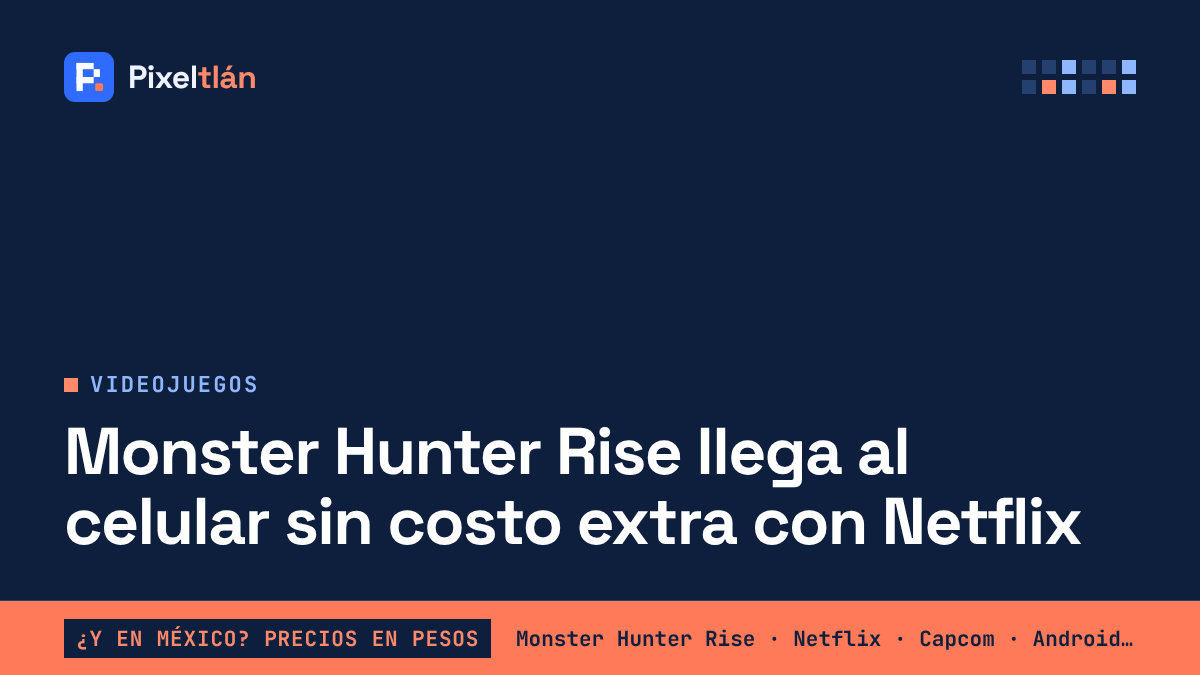 Pixeltlán
VIDEOJUEGOS
Monster Hunter Rise llega al
celular sin costo extra con Netflix
¿Y EN MÉXICO? PRECIOS EN PESOS
Monster Hunter Rise · Netflix · Capcom · Android…